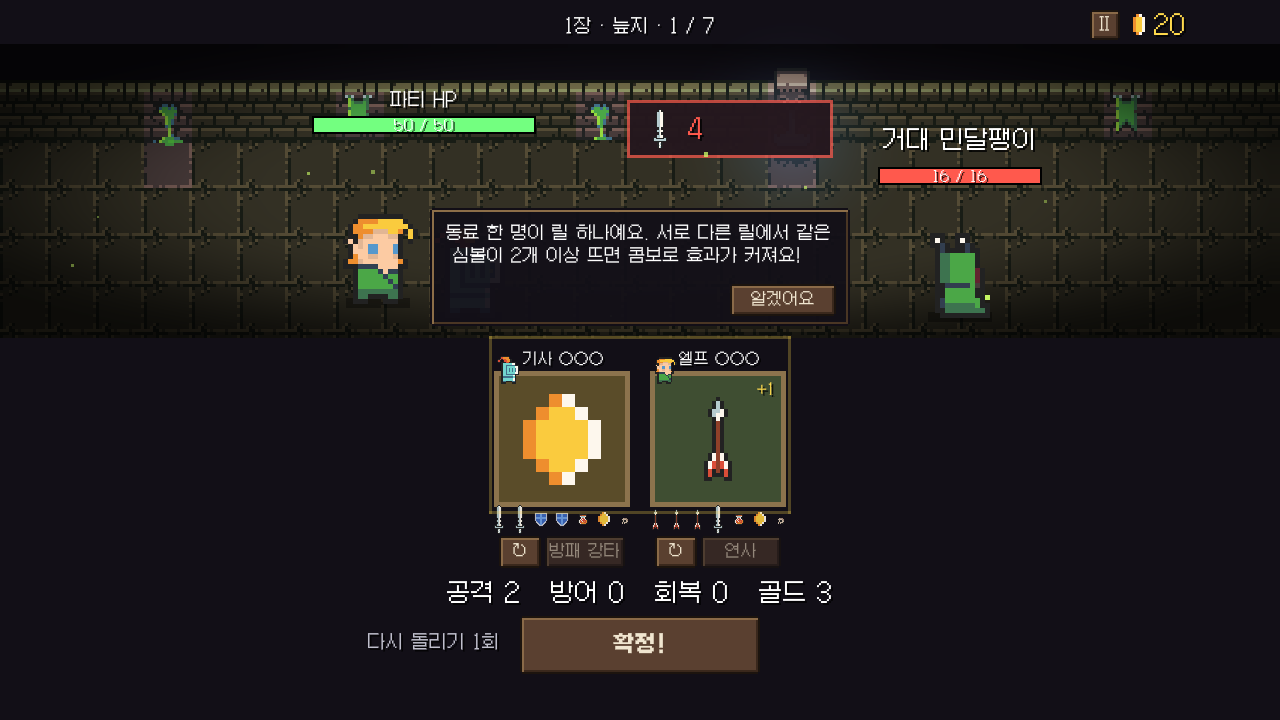 1장 · 늪지 · 1 / 7
II
20
파티 HP
50 / 50
4
거대 민달팽이
16 / 16
동료 한 명이 릴 하나예요. 서로 다른 릴에서 같은
심볼이 2개 이상 뜨면 콤보로 효과가 커져요!
알겠어요
기사 ○○○
엘프 ○○○
+1
↻
방패 강타
↻
연사
공격 2 방어 0 회복 0 골드 3
다시 돌리기 1회
확정!